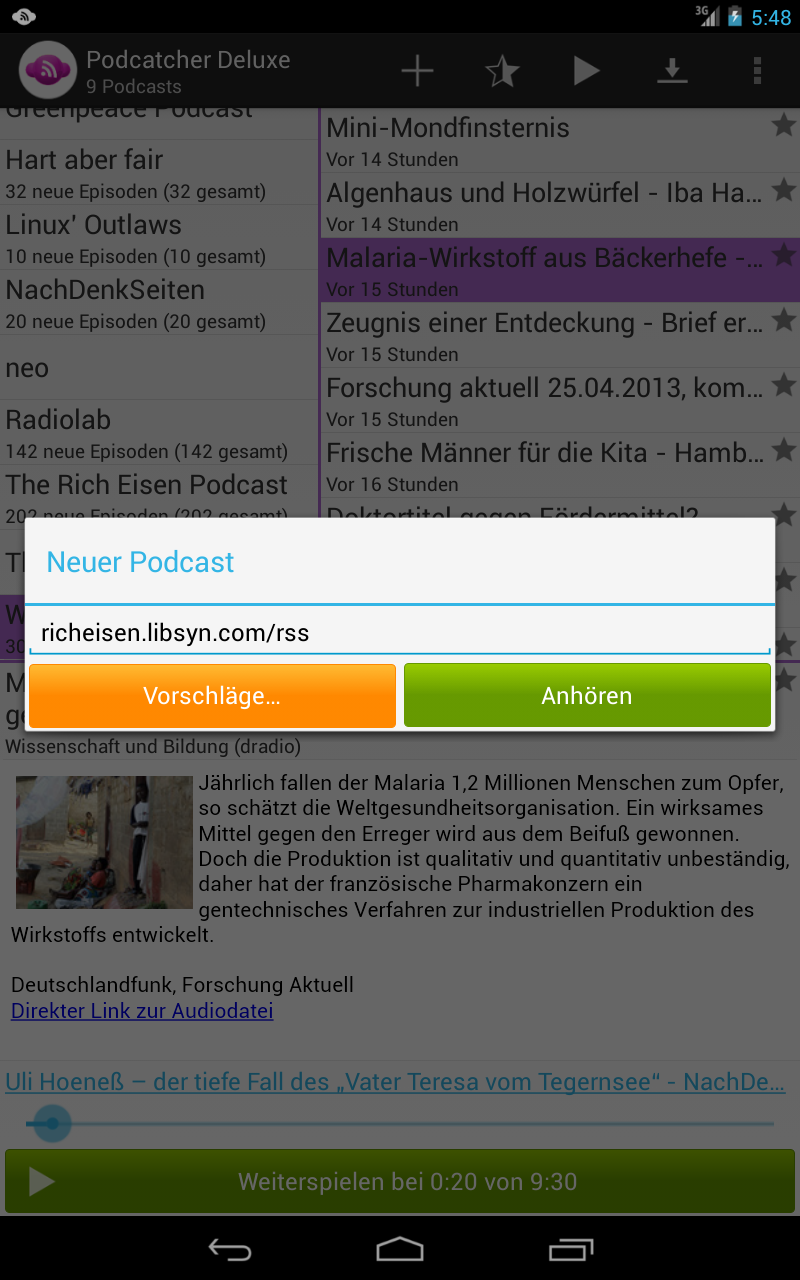 3G 5:48
Podcatcher Deluxe
9 Podcasts
Greenpeace Podcast
Hart aber fair
32 neue Episoden (32 gesamt)
Linux' Outlaws
10 neue Episoden (10 gesamt)
NachDenkSeiten
20 neue Episoden (20 gesamt)
neo
Radiolab
142 neue Episoden (142 gesamt)
The Rich Eisen Podcast
202 neue Episoden (202 gesamt)
Mini-Mondfinsternis
Vor 14 Stunden
Algenhaus und Holzwürfel - Iba Ha…
Vor 14 Stunden
Malaria-Wirkstoff aus Bäckerhefe -…
Vor 15 Stunden
Zeugnis einer Entdeckung - Brief er…
Vor 15 Stunden
Forschung aktuell 25.04.2013, kom…
Vor 15 Stunden
Frische Männer für die Kita - Hamb…
Vor 16 Stunden
Doktortitel gegen Fördermittel?
Neuer Podcast
richeisen.libsyn.com/rss
Vorschläge…
Anhören
Wissenschaft und Bildung (dradio)
Jährlich fallen der Malaria 1,2 Millionen Menschen zum Opfer,
so schätzt die Weltgesundheitsorganisation. Ein wirksames
Mittel gegen den Erreger wird aus dem Beifuß gewonnen.
Doch die Produktion ist qualitativ und quantitativ unbeständig,
daher hat der französische Pharmakonzern ein
gentechnisches Verfahren zur industriellen Produktion des
Wirkstoffs entwickelt.
Deutschlandfunk, Forschung Aktuell
Direkter Link zur Audiodatei
Uli Hoeneß – der tiefe Fall des „Vater Teresa vom Tegernsee“ - NachDe…
Weiterspielen bei 0:20 von 9:30